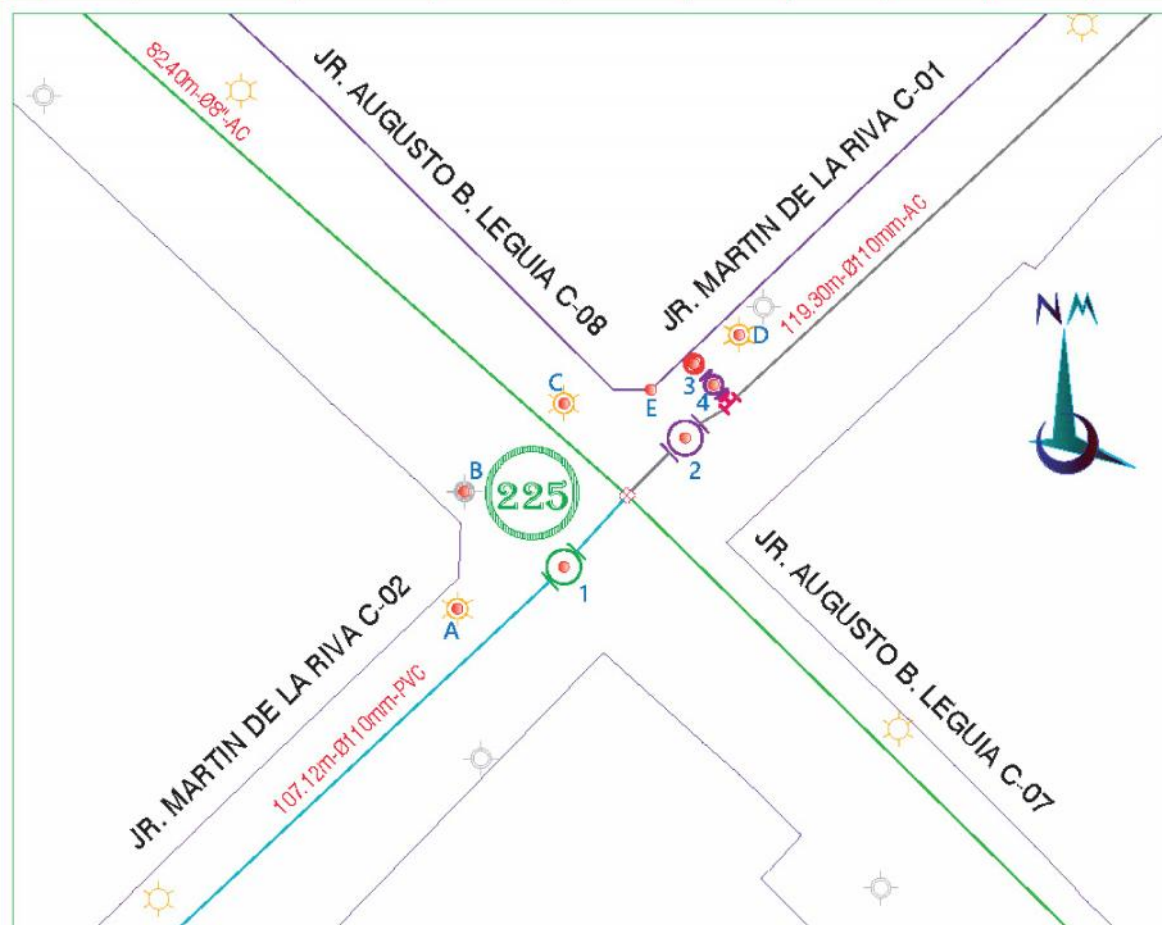 82.40m-Ø8"-AC
JR. AUGUSTO B. LEGUIA C-08
JR. MARTIN DE LA RIVA C-01
119.30m-Ø110mm-AC
N M
D
3
C
4
E
2
B
225
1
A
JR. MARTIN DE LA RIVA C-02
107.12m-Ø110mm-PVC
JR. AUGUSTO B. LEGUIA C-07